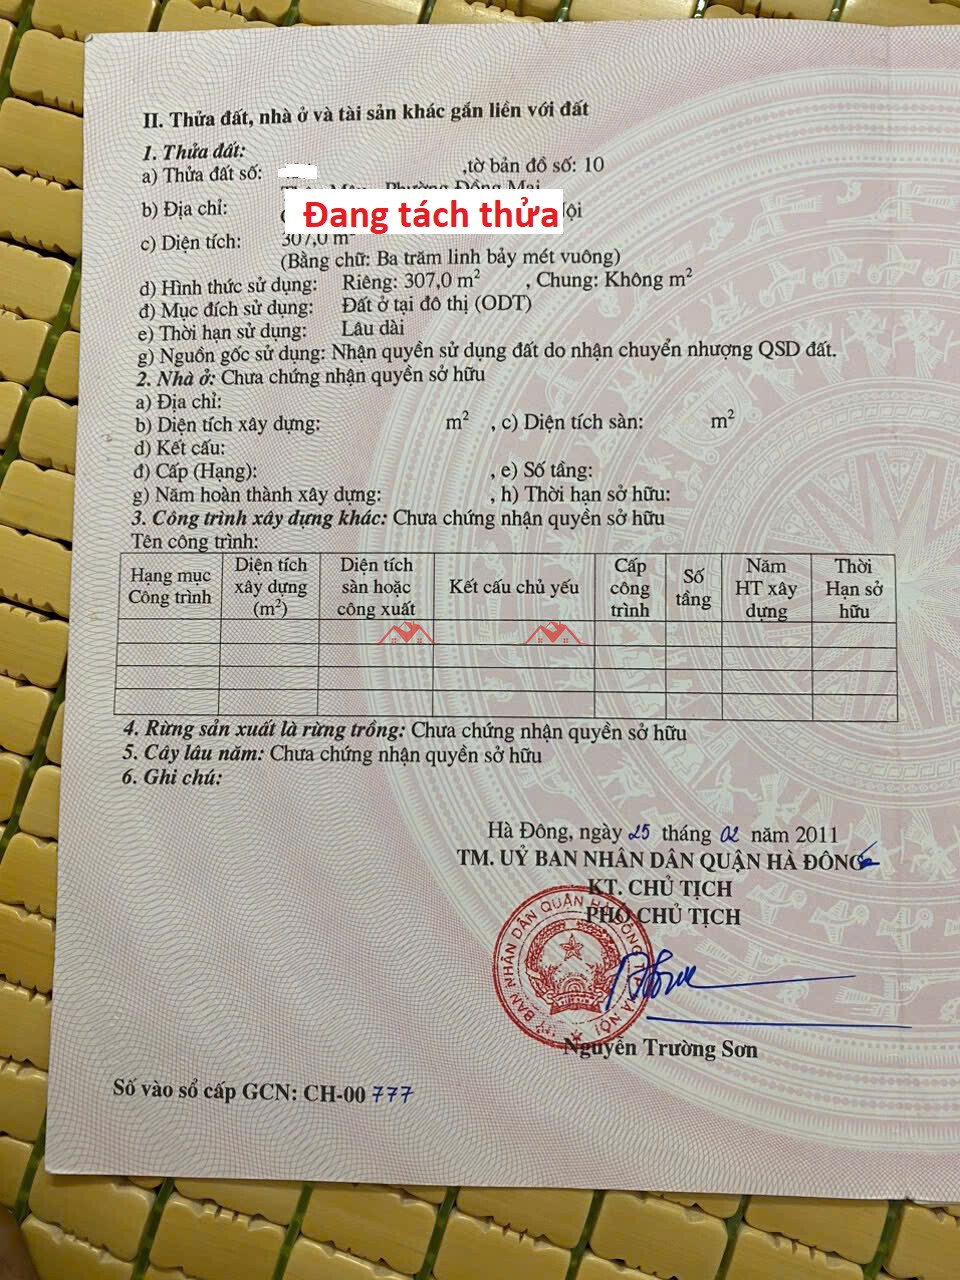 II. Thửa đất, nhà ở và tài sản khác gắn liền với đất
1. Thửa đất:
a) Thửa đất số: ,tờ bản đồ số: 10
Phường Đồng Mai
b) Địa chỉ: Nội
Đang tách thửa
c) Diện tích: 307,0 m²
(Bằng chữ: Ba trăm linh bảy mét vuông)
d) Hình thức sử dụng: Riêng: 307,0 m² , Chung: Không m²
đ) Mục đích sử dụng: Đất ở tại đô thị (ODT)
e) Thời hạn sử dụng: Lâu dài
g) Nguồn gốc sử dụng: Nhận quyền sử dụng đất do nhận chuyển nhượng QSD đất.
2. Nhà ở: Chưa chứng nhận quyền sở hữu
a) Địa chỉ:
b) Diện tích xây dựng: m² , c) Diện tích sàn: m²
d) Kết cấu:
đ) Cấp (Hạng): , e) Số tầng:
g) Năm hoàn thành xây dựng: , h) Thời hạn sở hữu:
3. Công trình xây dựng khác: Chưa chứng nhận quyền sở hữu
Tên công trình:
Hạng mục Công trình Diện tích xây dựng (m²) Diện tích sàn hoặc công xuất Kết cấu chủ yếu Cấp công trình Số tầng Năm HT xây dựng Thời Hạn sở hữu
4. Rừng sản xuất là rừng trồng: Chưa chứng nhận quyền sở hữu
5. Cây lâu năm: Chưa chứng nhận quyền sở hữu
6. Ghi chú:
Hà Đông, ngày 25 tháng 02 năm 2011
TM. UỶ BAN NHÂN DÂN QUẬN HÀ ĐÔNG
KT. CHỦ TỊCH
PHÓ CHỦ TỊCH
Nguyễn Trường Sơn
Số vào sổ cấp GCN: CH-00 777